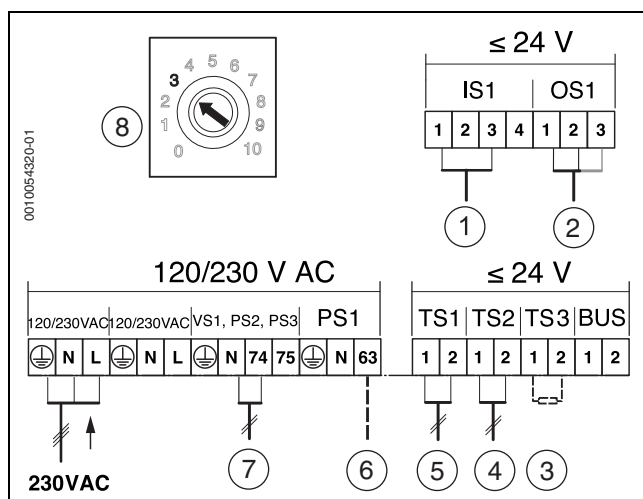 0010054320-01
8
0 1 2 3 4 5 6 7 8 9 10
≤ 24 V
IS1 OS1
1 2 3 4 1 2 3
1 2
120/230 V AC
120/230VAC 120/230VAC VS1, PS2, PS3 PS1
N L N L N 74 75 N 63
230VAC
7 6
≤ 24 V
TS1 TS2 TS3 BUS
1 2 1 2 1 2 1 2
5 4 3